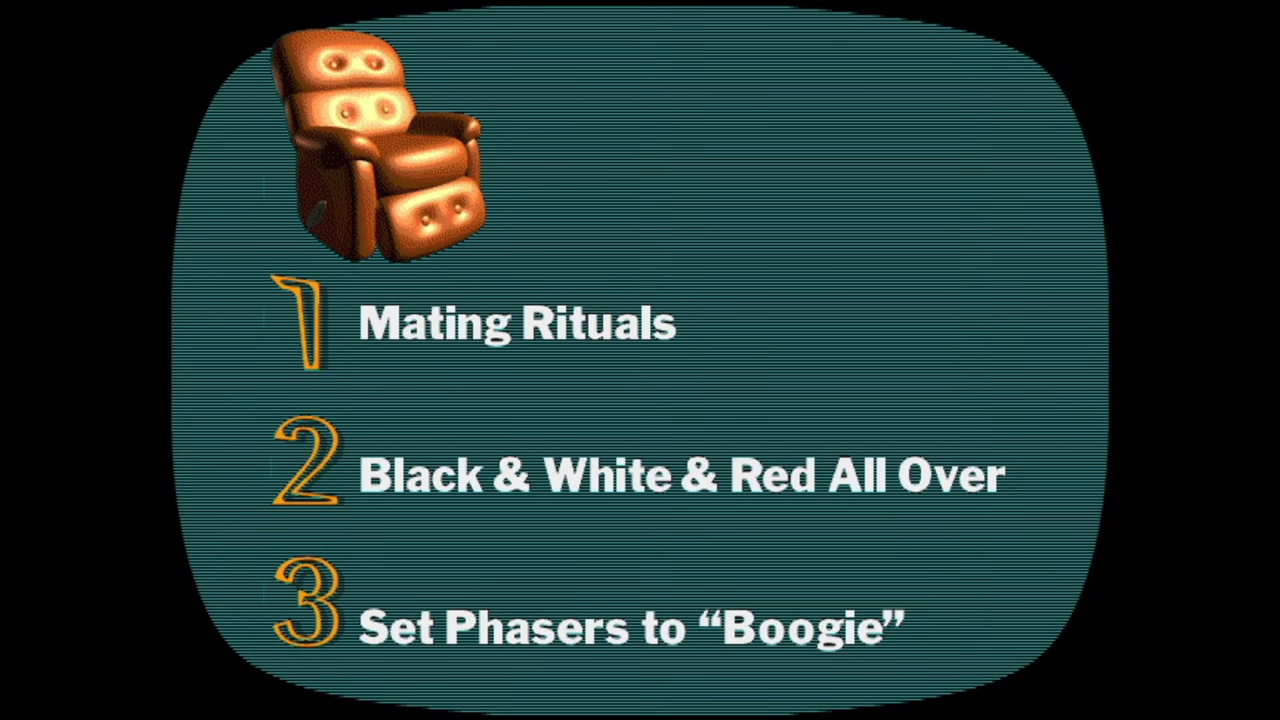 1 Mating Rituals
2 Black & White & Red All Over
3 Set Phasers to “Boogie”